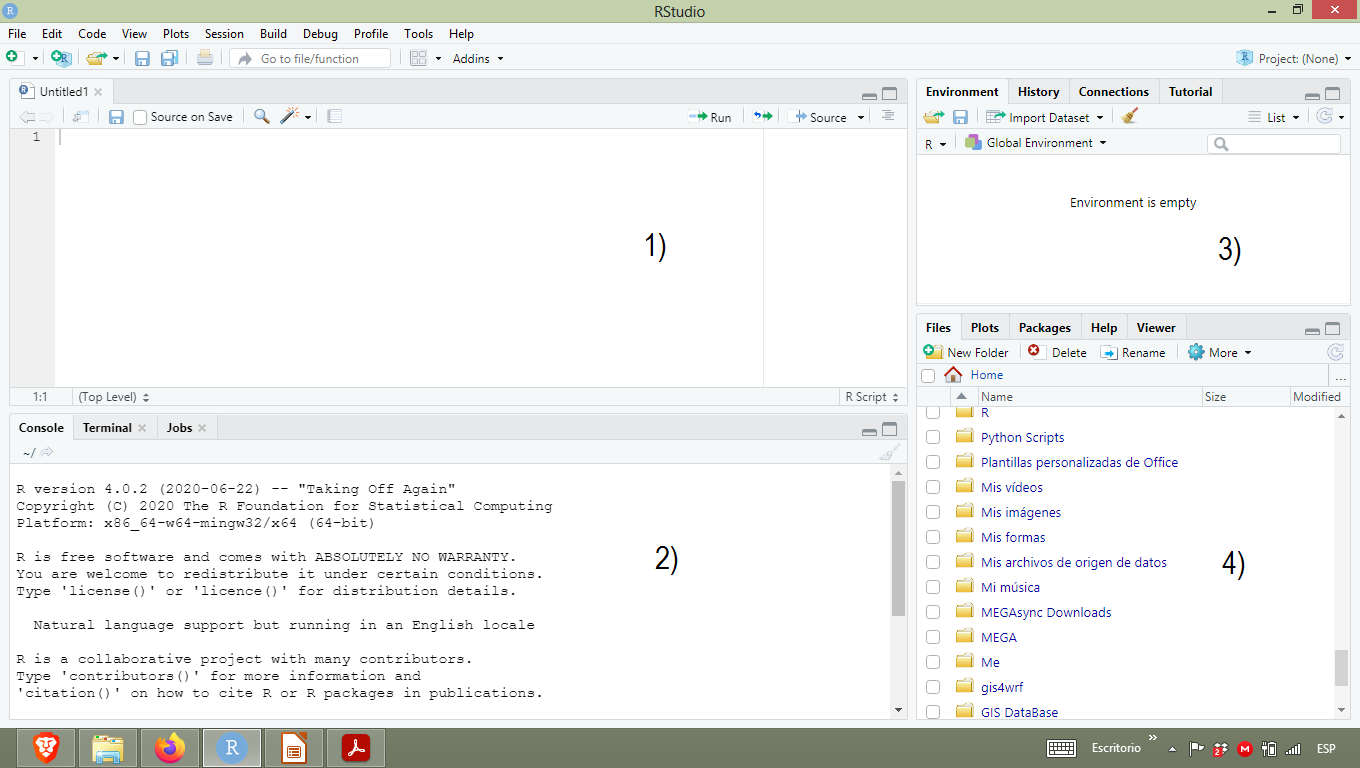 RStudio
File Edit Code View Plots Session Build Debug Profile Tools Help
Go to file/function Addins Project: (None)
Untitled1
Source on Save Run Source
1
1)
1:1 (Top Level) R Script
Console Terminal Jobs
~/
R version 4.0.2 (2020-06-22) -- "Taking Off Again"
Copyright (C) 2020 The R Foundation for Statistical Computing
Platform: x86_64-w64-mingw32/x64 (64-bit)
R is free software and comes with ABSOLUTELY NO WARRANTY.
You are welcome to redistribute it under certain conditions.
Type 'license()' or 'licence()' for distribution details.
Natural language support but running in an English locale
R is a collaborative project with many contributors.
Type 'contributors()' for more information and
'citation()' on how to cite R or R packages in publications.
2)
Environment History Connections Tutorial
Import Dataset List
R Global Environment
Environment is empty
3)
Files Plots Packages Help Viewer
New Folder Delete Rename More
Home ...
Name Size Modified
R
Python Scripts
Plantillas personalizadas de Office
Mis vídeos
Mis imágenes
Mis formas
Mis archivos de origen de datos
Mi música
MEGAsync Downloads
MEGA
Me
gis4wrf
GIS DataBase
4)
R Escritorio » M ESP